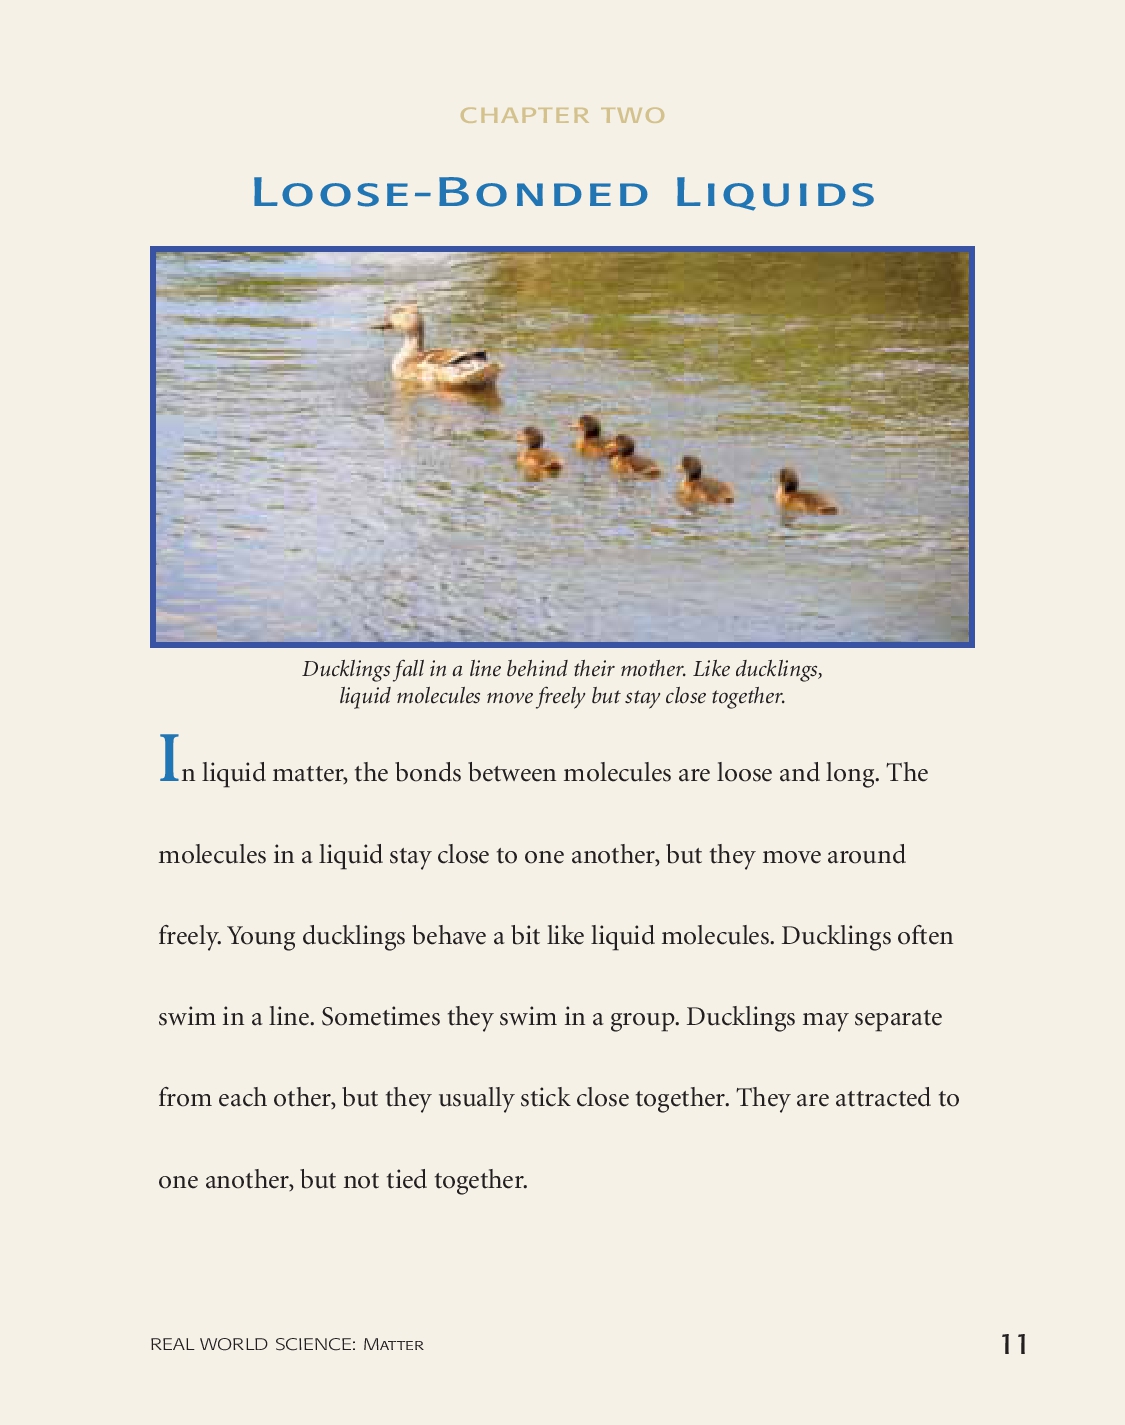 CHAPTER TWO
LOOSE-BONDED LIQUIDS
Ducklings fall in a line behind their mother. Like ducklings,
liquid molecules move freely but stay close together.
In liquid matter, the bonds between molecules are loose and long. The
molecules in a liquid stay close to one another, but they move around
freely. Young ducklings behave a bit like liquid molecules. Ducklings often
swim in a line. Sometimes they swim in a group. Ducklings may separate
from each other, but they usually stick close together. They are attracted to
one another, but not tied together.
REAL WORLD SCIENCE: MATTER
11